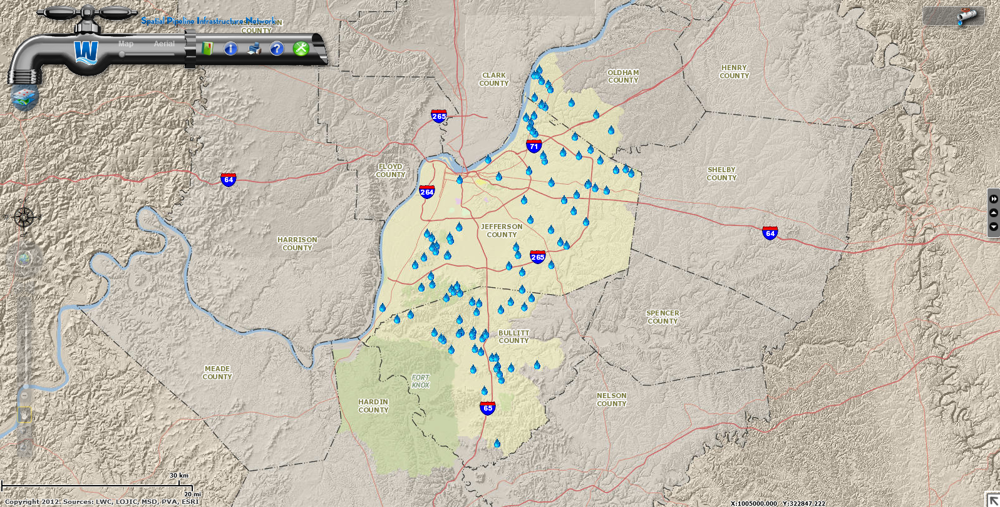 Spatial Pipeline Infrastructure Network
COUNTY
Map
Aerial
W
CLARK
COUNTY
OLDHAM
COUNTY
HENRY
COUNTY
265
71
FLOYD
COUNTY
SHELBY
COUNTY
64
264
JEFFERSON
COUNTY
64
HARRISON
COUNTY
265
SPENCER
COUNTY
BULLITT
COUNTY
MEADE
COUNTY
FORT
KNOX
HARDIN
COUNTY
NELSON
COUNTY
65
30 km
20 mi
Copyright 2012. Sources: LWC, LOJIC, MSD, PVA, ESRI
X:1005000.000 Y:322847.222